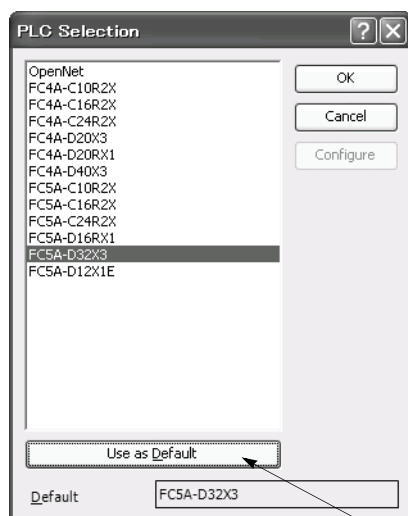 PLC Selection
OpenNet
FC4A-C10R2X
FC4A-C16R2X
FC4A-C24R2X
FC4A-D20X3
FC4A-D20RX1
FC4A-D40X3
FC5A-C10R2X
FC5A-C16R2X
FC5A-C24R2X
FC5A-D16RX1
FC5A-D32X3
FC5A-D12X1E
OK
Cancel
Configure
Use as Default
Default FC5A-D32X3